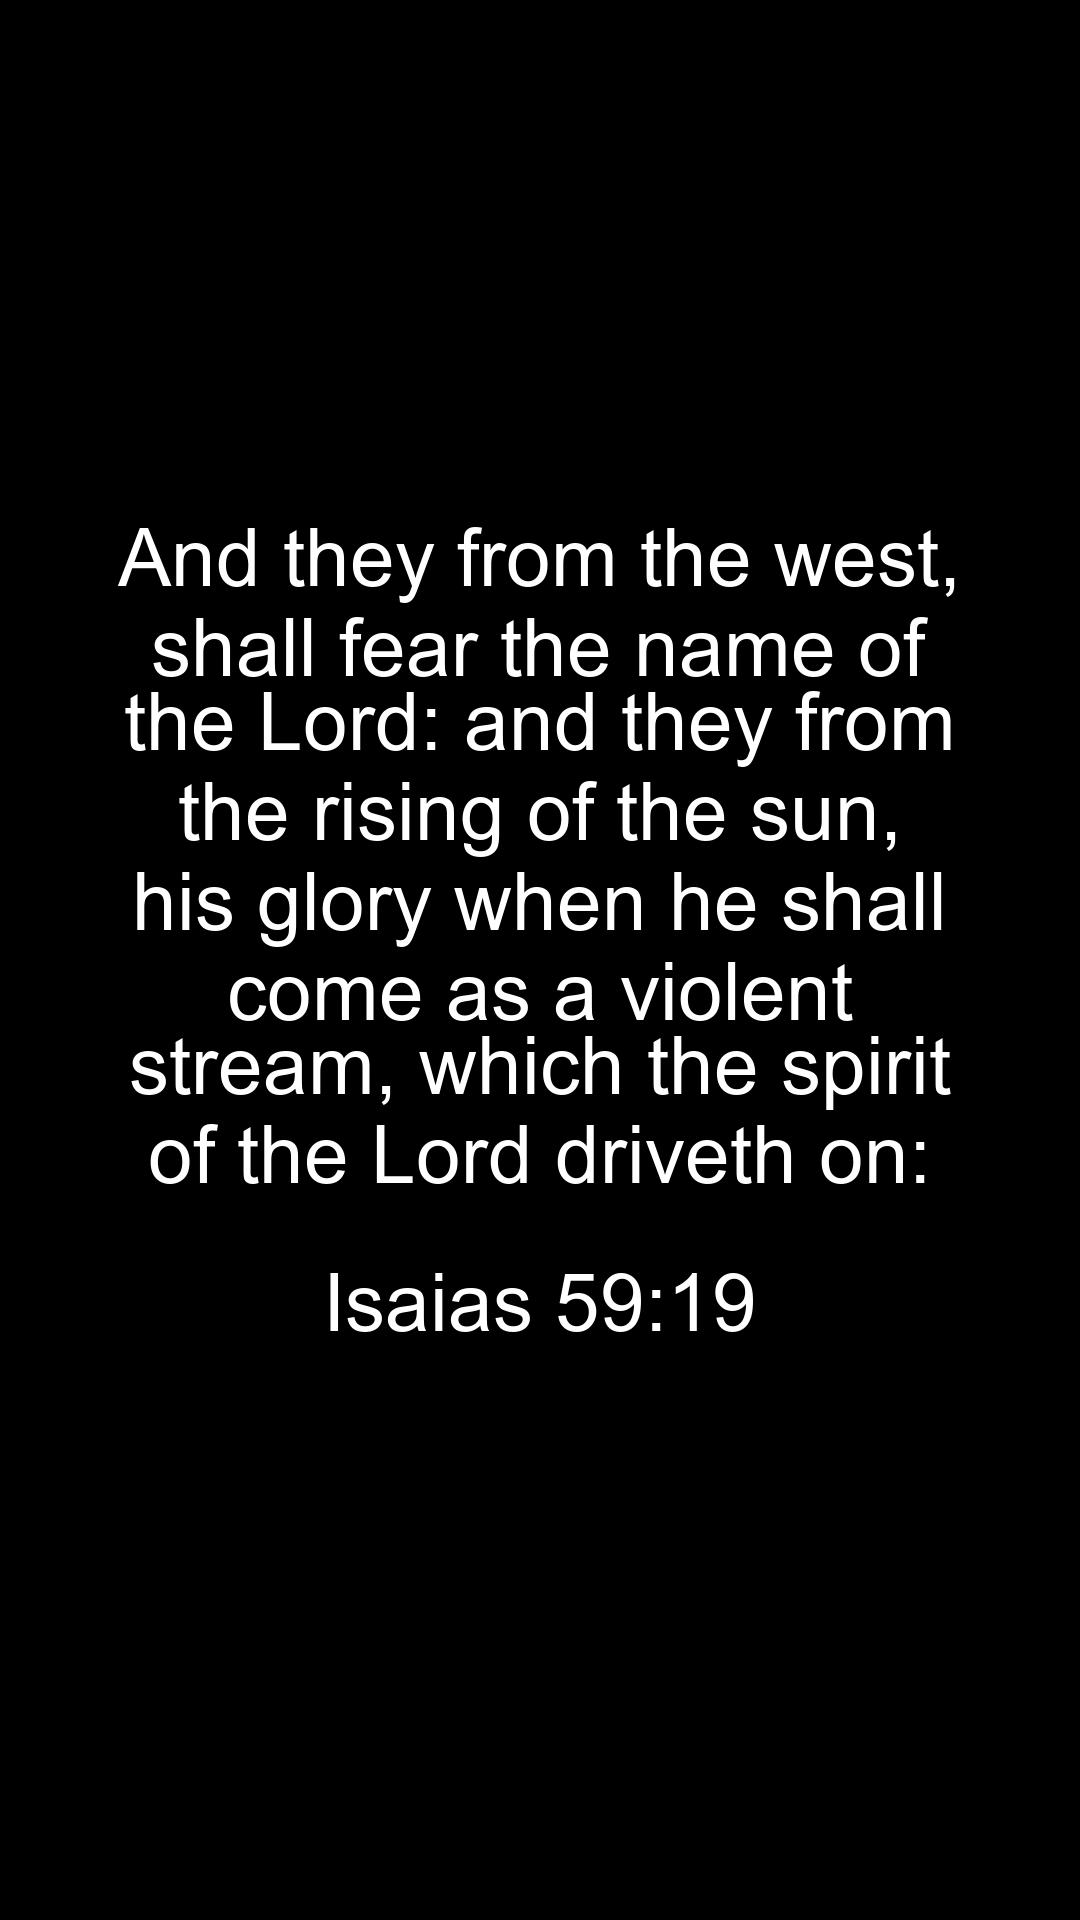 And they from the west,
shall fear the name of
the Lord: and they from
the rising of the sun,
his glory when he shall
come as a violent
stream, which the spirit
of the Lord driveth on:
Isaias 59:19